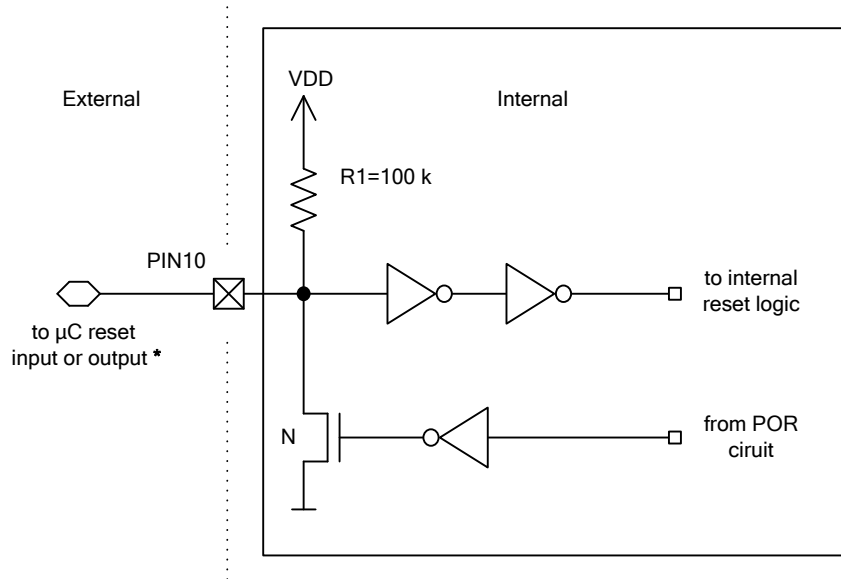 VDD
External
Internal
R1=100 k
PIN10
to internal
reset logic
to µC reset
input or output *
N
from POR
ciruit